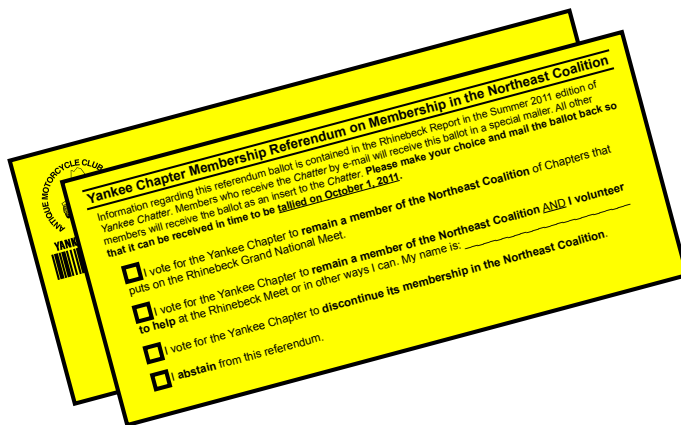 ANTIQUE MOTORCYCLE CLUB
YANK
Yankee Chapter Membership Referendum on Membership in the Northeast Coalition
Information regarding this referendum ballot is contained in the Rhinebeck Report in the Summer 2011 edition of
Yankee Chatter. Members who receive the Chatter by e-mail will receive this ballot in a special mailer. All other
members will receive the ballot as an insert to the Chatter. Please make your choice and mail the ballot back so
that it can be received in time to be tallied on October 1, 2011.
I vote for the Yankee Chapter to remain a member of the Northeast Coalition of Chapters that
puts on the Rhinebeck Grand National Meet.
I vote for the Yankee Chapter to remain a member of the Northeast Coalition AND I volunteer
to help at the Rhinebeck Meet or in other ways I can. My name is:
I vote for the Yankee Chapter to discontinue its membership in the Northeast Coalition.
I abstain from this referendum.